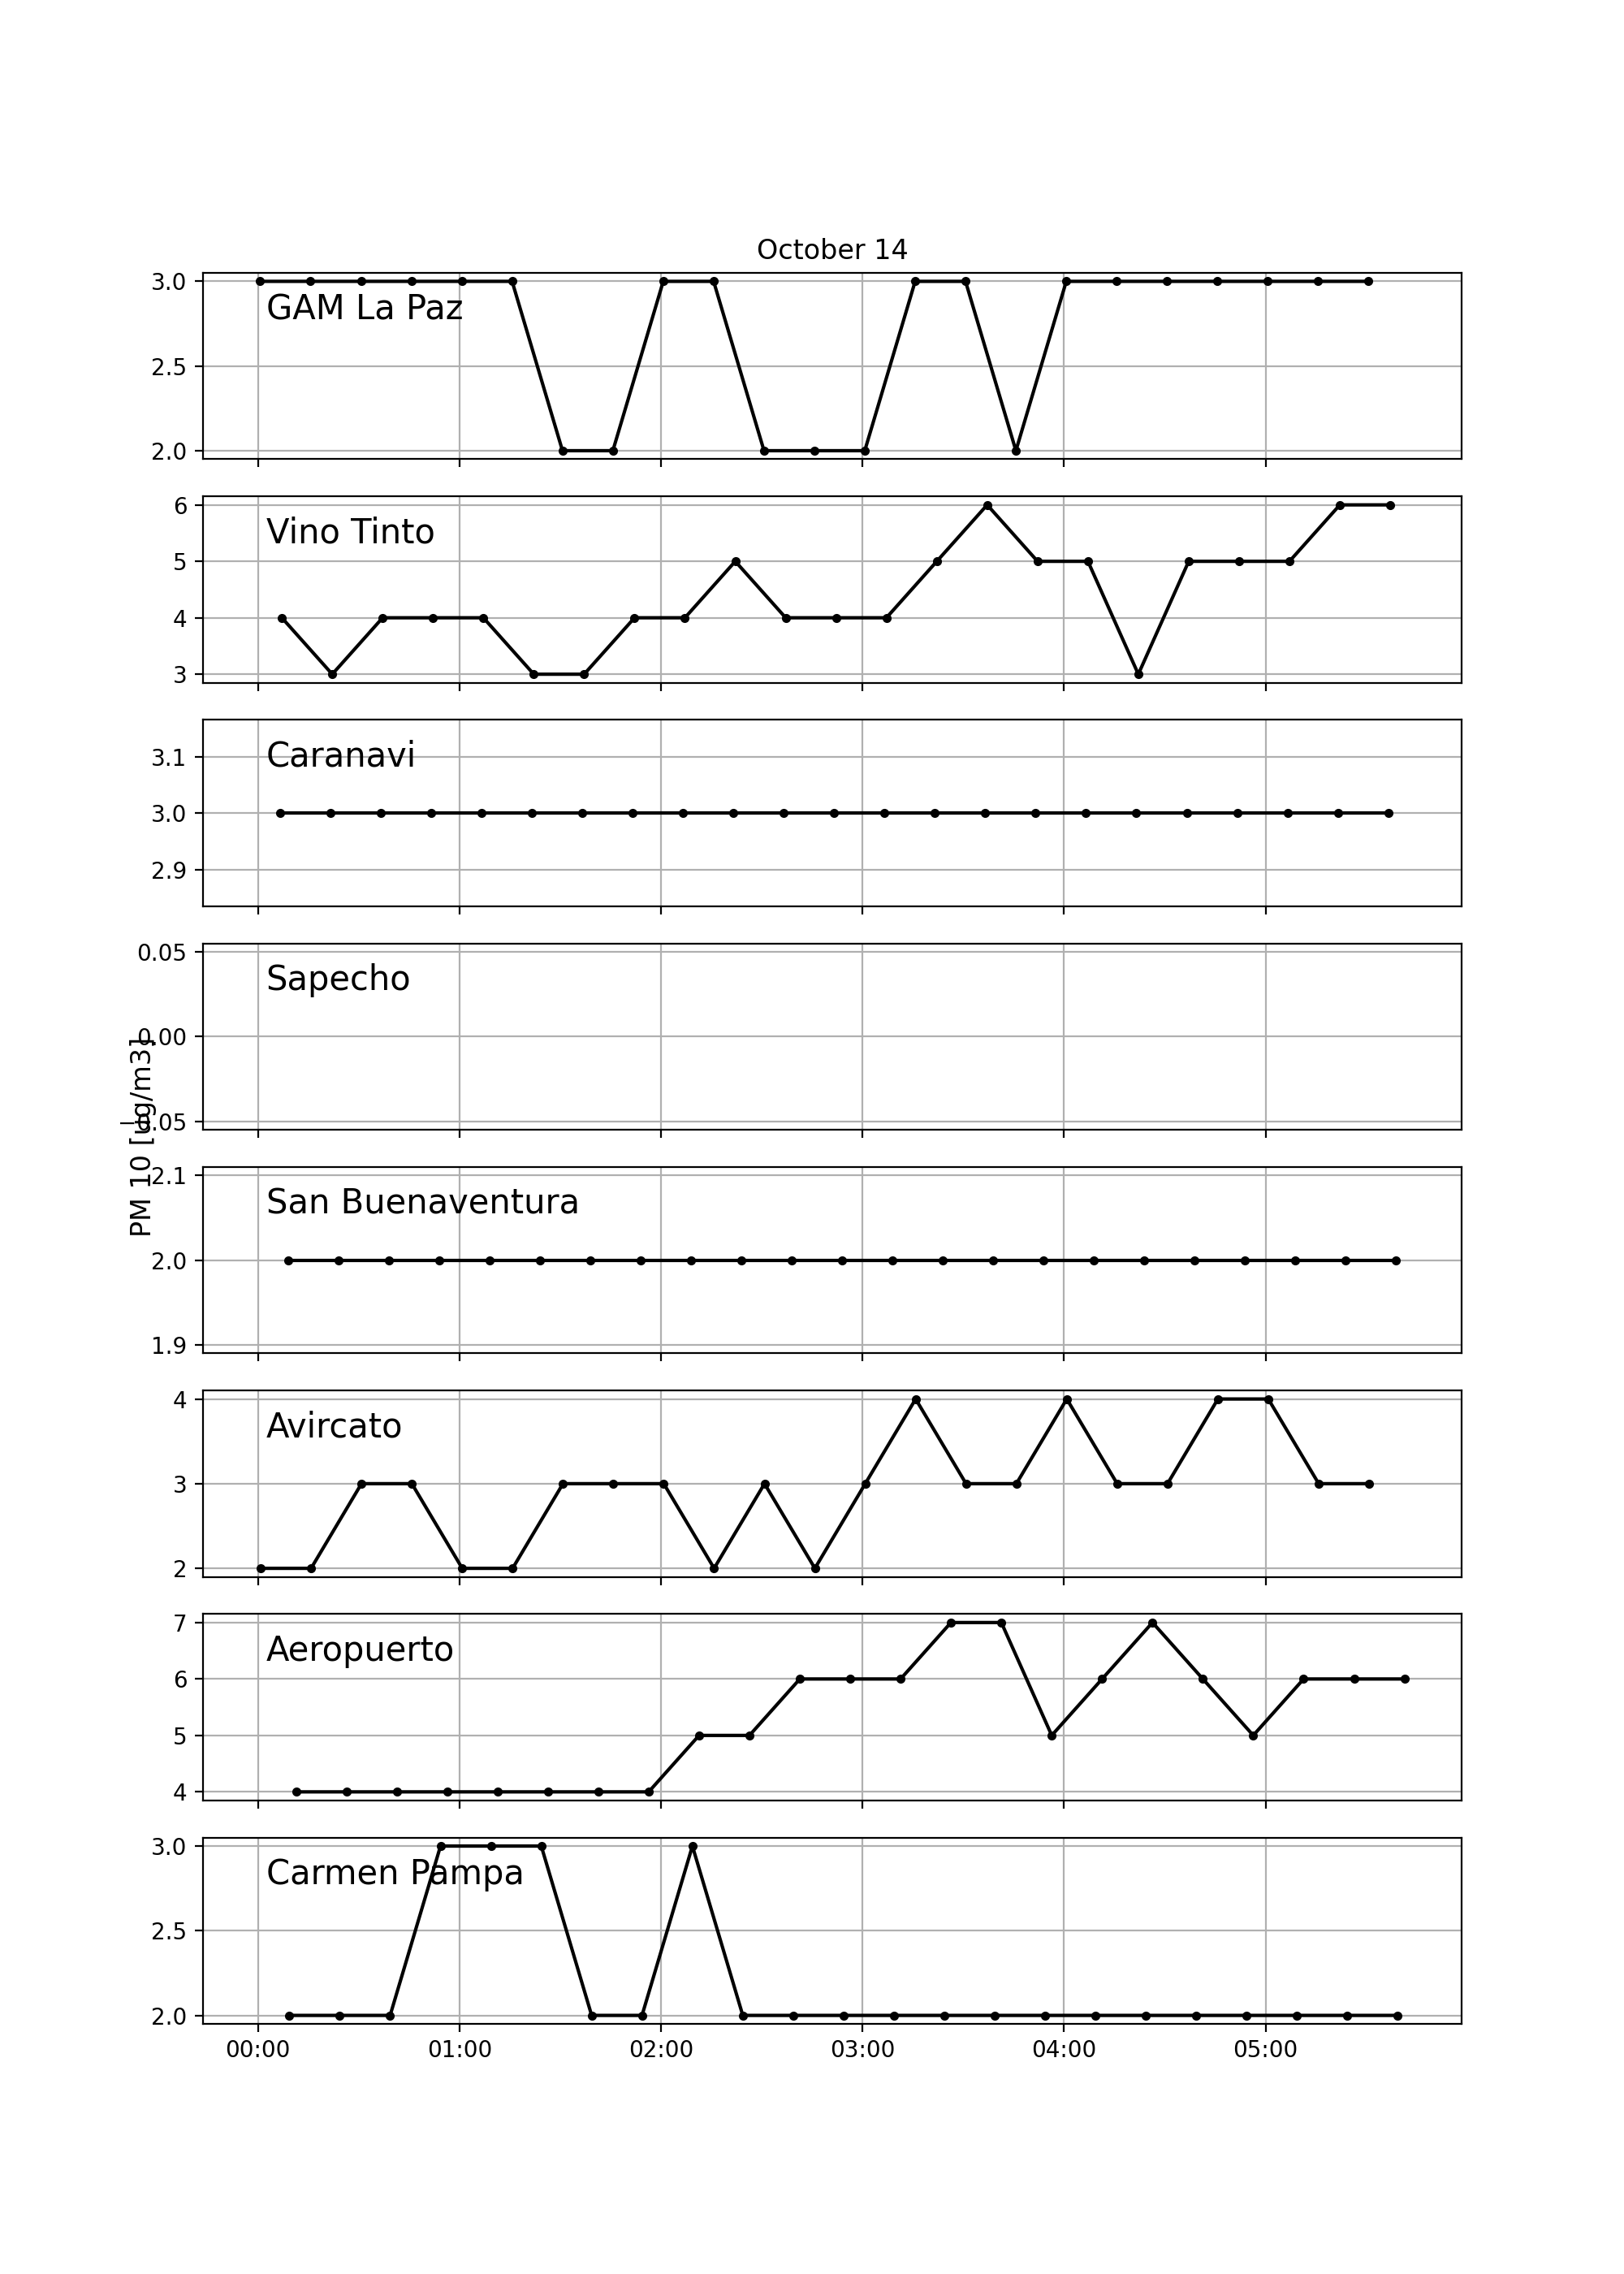 October 14
3.0
GAM La Paz
2.5
2.0
6
Vino Tinto
5
4
3
3.1
Caranavi
3.0
2.9
0.05
Sapecho
0.00
−0.05
PM 10 [ug/m3]
2.1
San Buenaventura
2.0
1.9
4
Avircato
3
2
7
Aeropuerto
6
5
4
3.0
Carmen Pampa
2.5
2.0
00:00 01:00 02:00 03:00 04:00 05:00